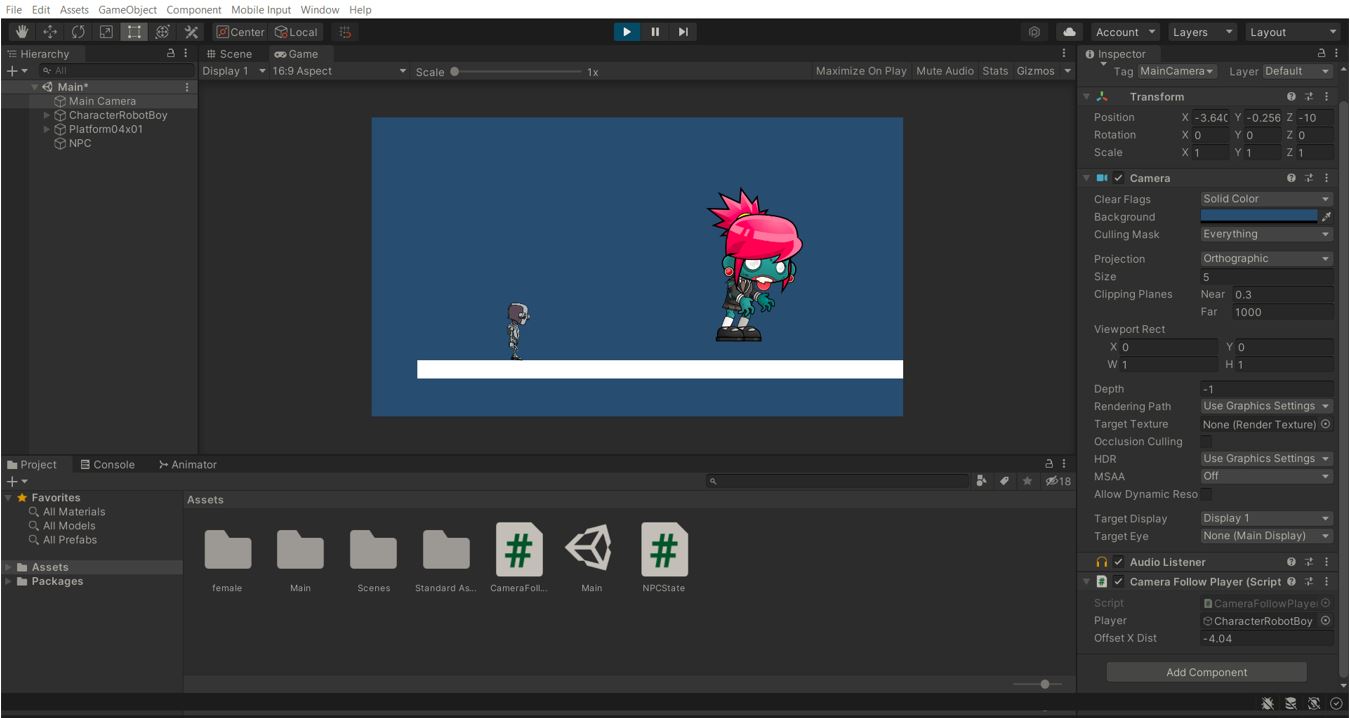 File Edit Assets GameObject Component Mobile Input Window Help
Center Local Account Layers Layout
Hierarchy
All
Main*
Main Camera
CharacterRobotBoy
Platform04x01
NPC
Scene Game
Display 1 16:9 Aspect Scale 1x Maximize On Play Mute Audio Stats Gizmos
Inspector
Tag MainCamera Layer Default
Transform
Position X -3.640 Y -0.256 Z -10
Rotation X 0 Y 0 Z 0
Scale X 1 Y 1 Z 1
Camera
Clear Flags Solid Color
Background
Culling Mask Everything
Projection Orthographic
Size 5
Clipping Planes Near 0.3
Far 1000
Viewport Rect
X 0 Y 0
W 1 H 1
Depth -1
Rendering Path Use Graphics Settings
Target Texture None (Render Texture)
Occlusion Culling
HDR Use Graphics Settings
MSAA Off
Allow Dynamic Reso
Target Display Display 1
Target Eye None (Main Display)
Audio Listener
Camera Follow Player (Script
Script CameraFollowPlayer
Player CharacterRobotBoy
Offset X Dist -4.04
Add Component
Project Console Animator
18
Favorites
All Materials
All Models
All Prefabs
Assets
Packages
Assets
female Main Scenes Standard As... CameraFoll... Main NPCState